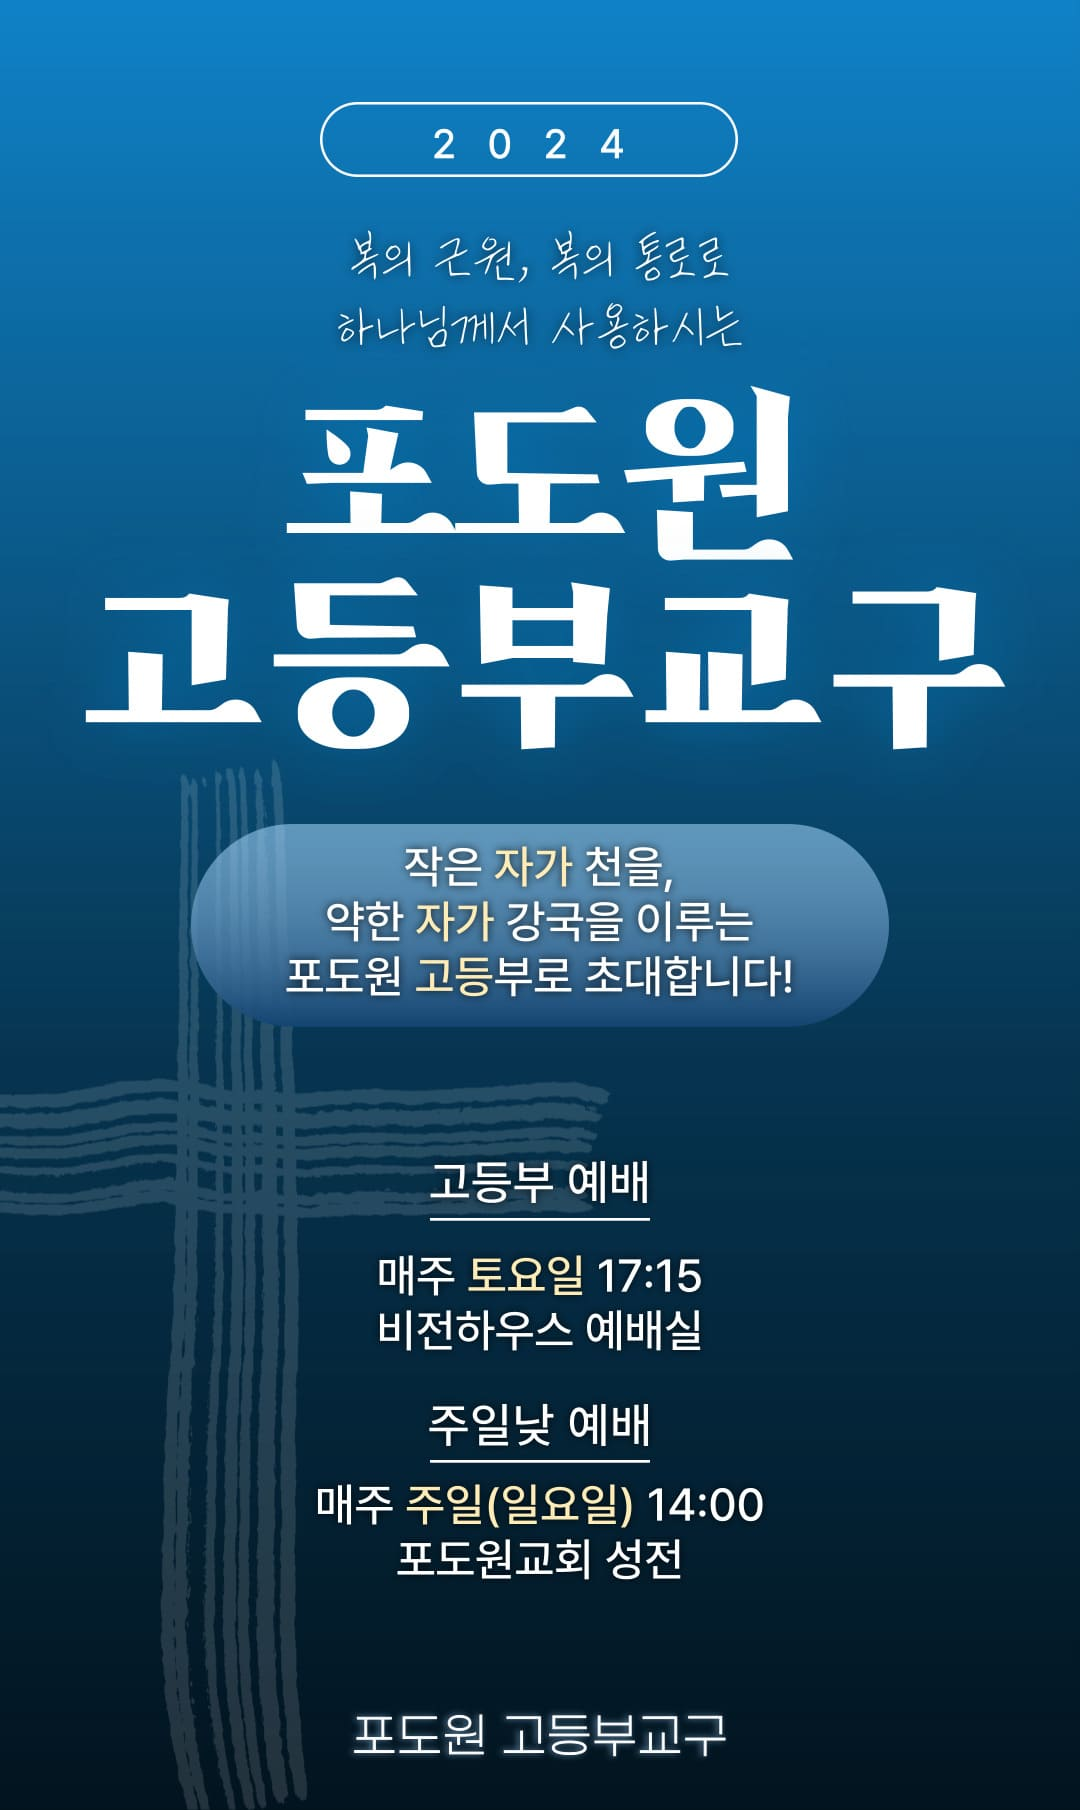 2024
복의 근원, 복의 통로로
하나님께서 사용하시는
포도원
고등부교구
작은 자가 천을,
약한 자가 강국을 이루는
포도원 고등부로 초대합니다!
고등부 예배
매주 토요일 17:15
비전하우스 예배실
주일낮 예배
매주 주일(일요일) 14:00
포도원교회 성전
포도원 고등부교구